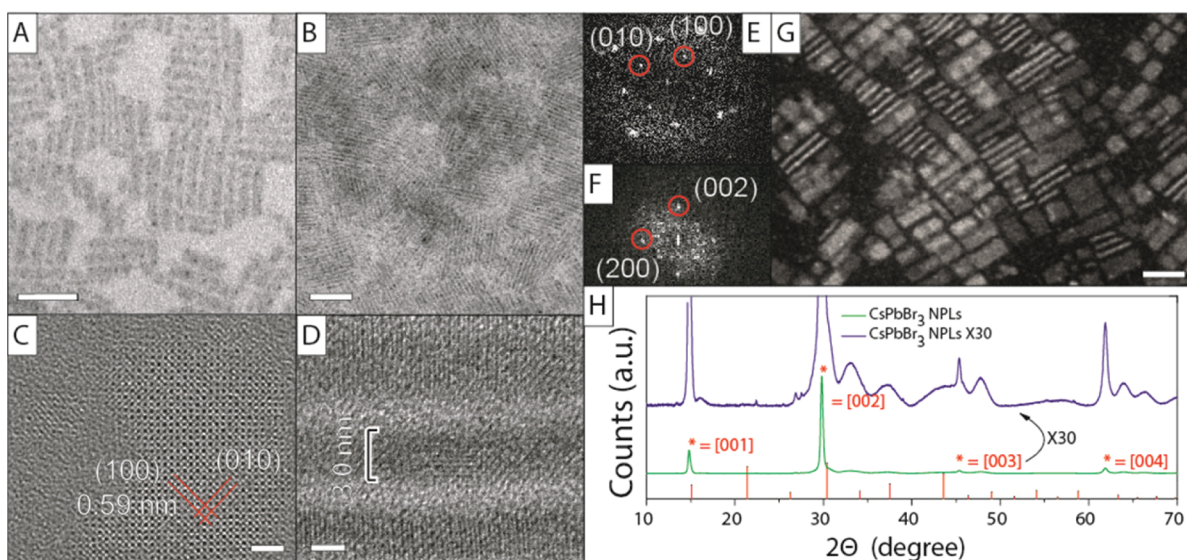 A
B
(010)
(100)
E
G
F
(002)
(200)
C
(100)
(010)
0.59 nm
D
3.0 nm
H
CsPbBr₃ NPLs
CsPbBr₃ NPLs X30
Counts (a.u.)
*
= [002]
* = [001]
X30
* = [003]
* = [004]
10 20 30 40 50 60 70
2Θ (degree)